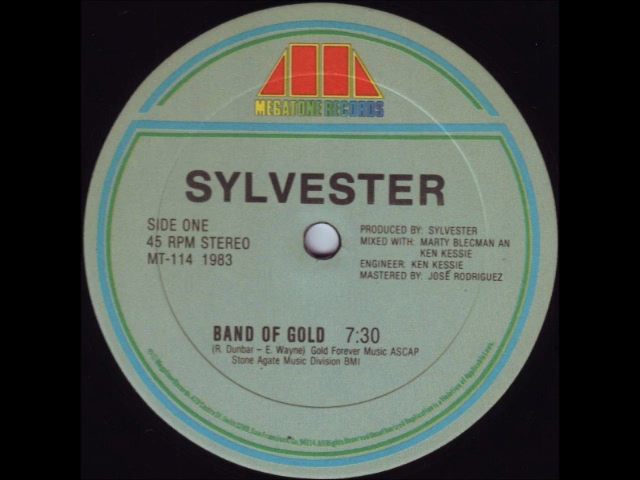 MEGATONE RECORDS
SYLVESTER
SIDE ONE
45 RPM STEREO
MT-114 1983
PRODUCED BY: SYLVESTER
MIXED WITH: MARTY BLECMAN AN
KEN KESSIE
ENGINEER: KEN KESSIE
MASTERED BY: JOSÉ RODRIGUEZ
BAND OF GOLD 7:30
(R. Dunbar – E. Wayne) Gold Forever Music ASCAP
Stone Agate Music Division BMI